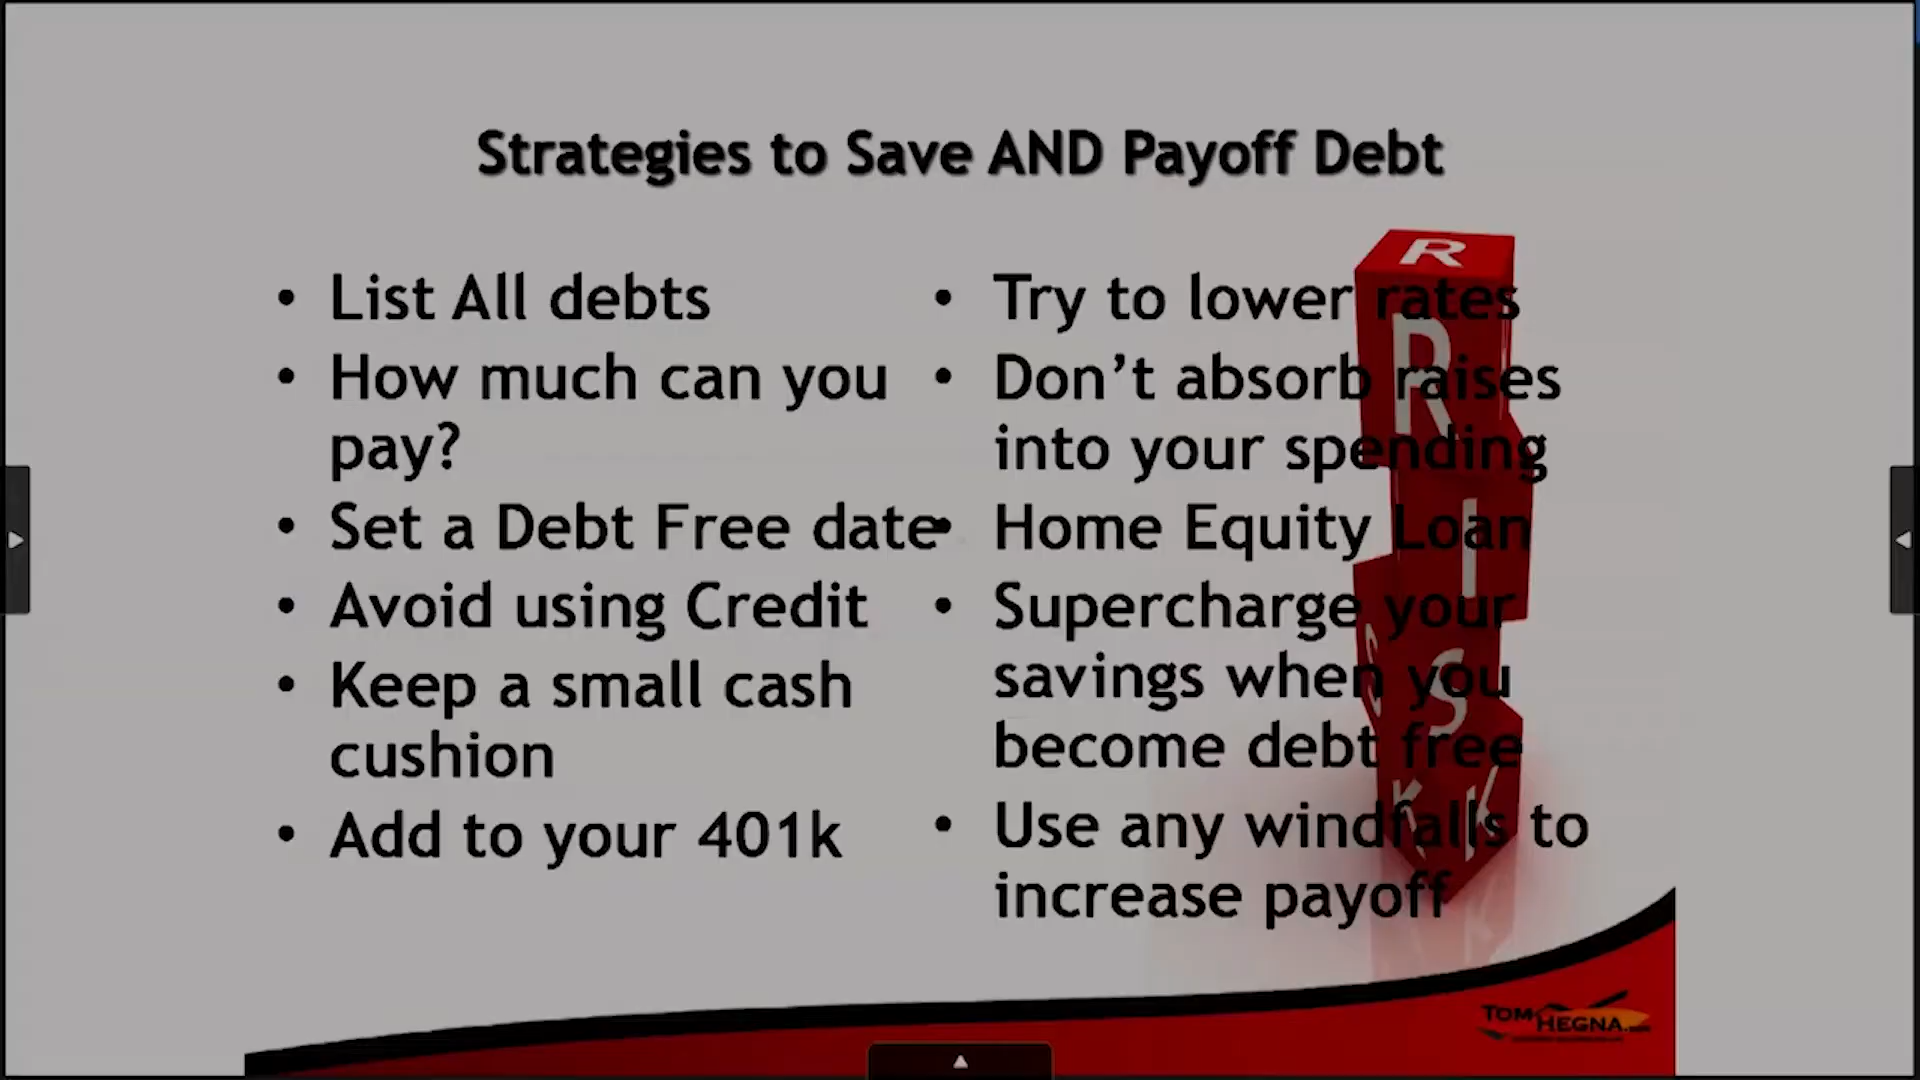 Strategies to Save AND Payoff Debt
• List All debts
• How much can you
pay?
• Set a Debt Free date
• Avoid using Credit
• Keep a small cash
cushion
• Add to your 401k
• Try to lower rates
• Don’t absorb raises
into your spending
• Home Equity Loan
• Supercharge your
savings when you
become debt free
• Use any windfalls to
increase payoff
R
R
I
S
S
K
K
TOM
HEGNA